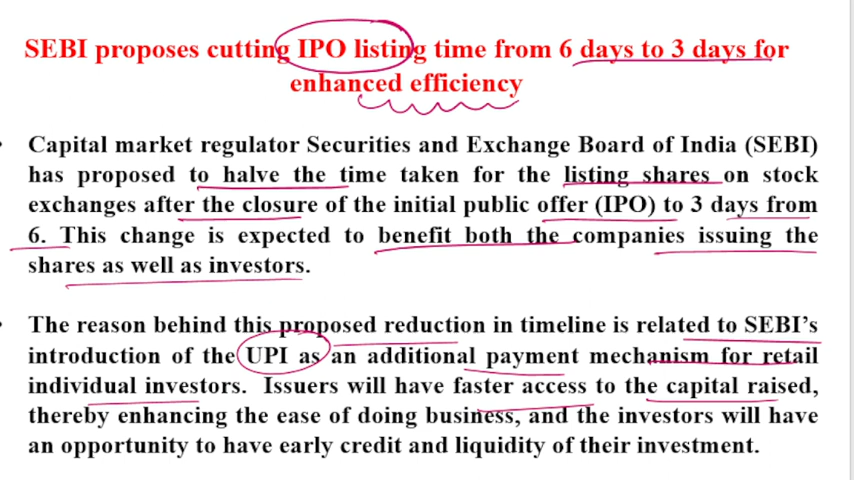 SEBI proposes cutting IPO listing time from 6 days to 3 days for
enhanced efficiency
Capital market regulator Securities and Exchange Board of India (SEBI)
has proposed to halve the time taken for the listing shares on stock
exchanges after the closure of the initial public offer (IPO) to 3 days from
6. This change is expected to benefit both the companies issuing the
shares as well as investors.
The reason behind this proposed reduction in timeline is related to SEBI’s
introduction of the UPI as an additional payment mechanism for retail
individual investors. Issuers will have faster access to the capital raised,
thereby enhancing the ease of doing business, and the investors will have
an opportunity to have early credit and liquidity of their investment.